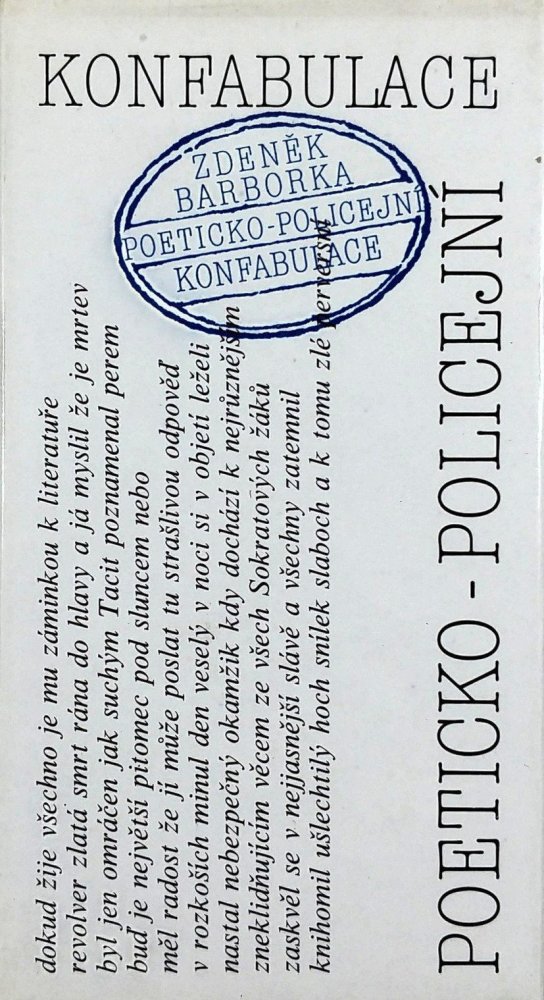 KONFABULACE
ZDENĚK
BARBORKA
POETICKO-POLICEJNÍ
KONFABULACE
POETICKO-POLICEJNÍ
dokud žije všechno je mu záminkou k literatuře
revolver zlatá smrt rána do hlavy a já myslil že je mrtev
byl jen omráčen jak suchým Tacit poznamenal perem
buď je největší pitomec pod sluncem nebo
měl radost že jí může poslat tu strašlivou odpověď
v rozkoších minul den veselý v noci si v objetí leželi
nastal nebezpečný okamžik kdy dochází k nejrůznějším
zneklidňujícím věcem ze všech Sokratových žáků
zaskvěl se v nejjasnější slávě a všechny zatemnil
knihomil ušlechtilý hoch snílek slaboch a k tomu zlé perversní